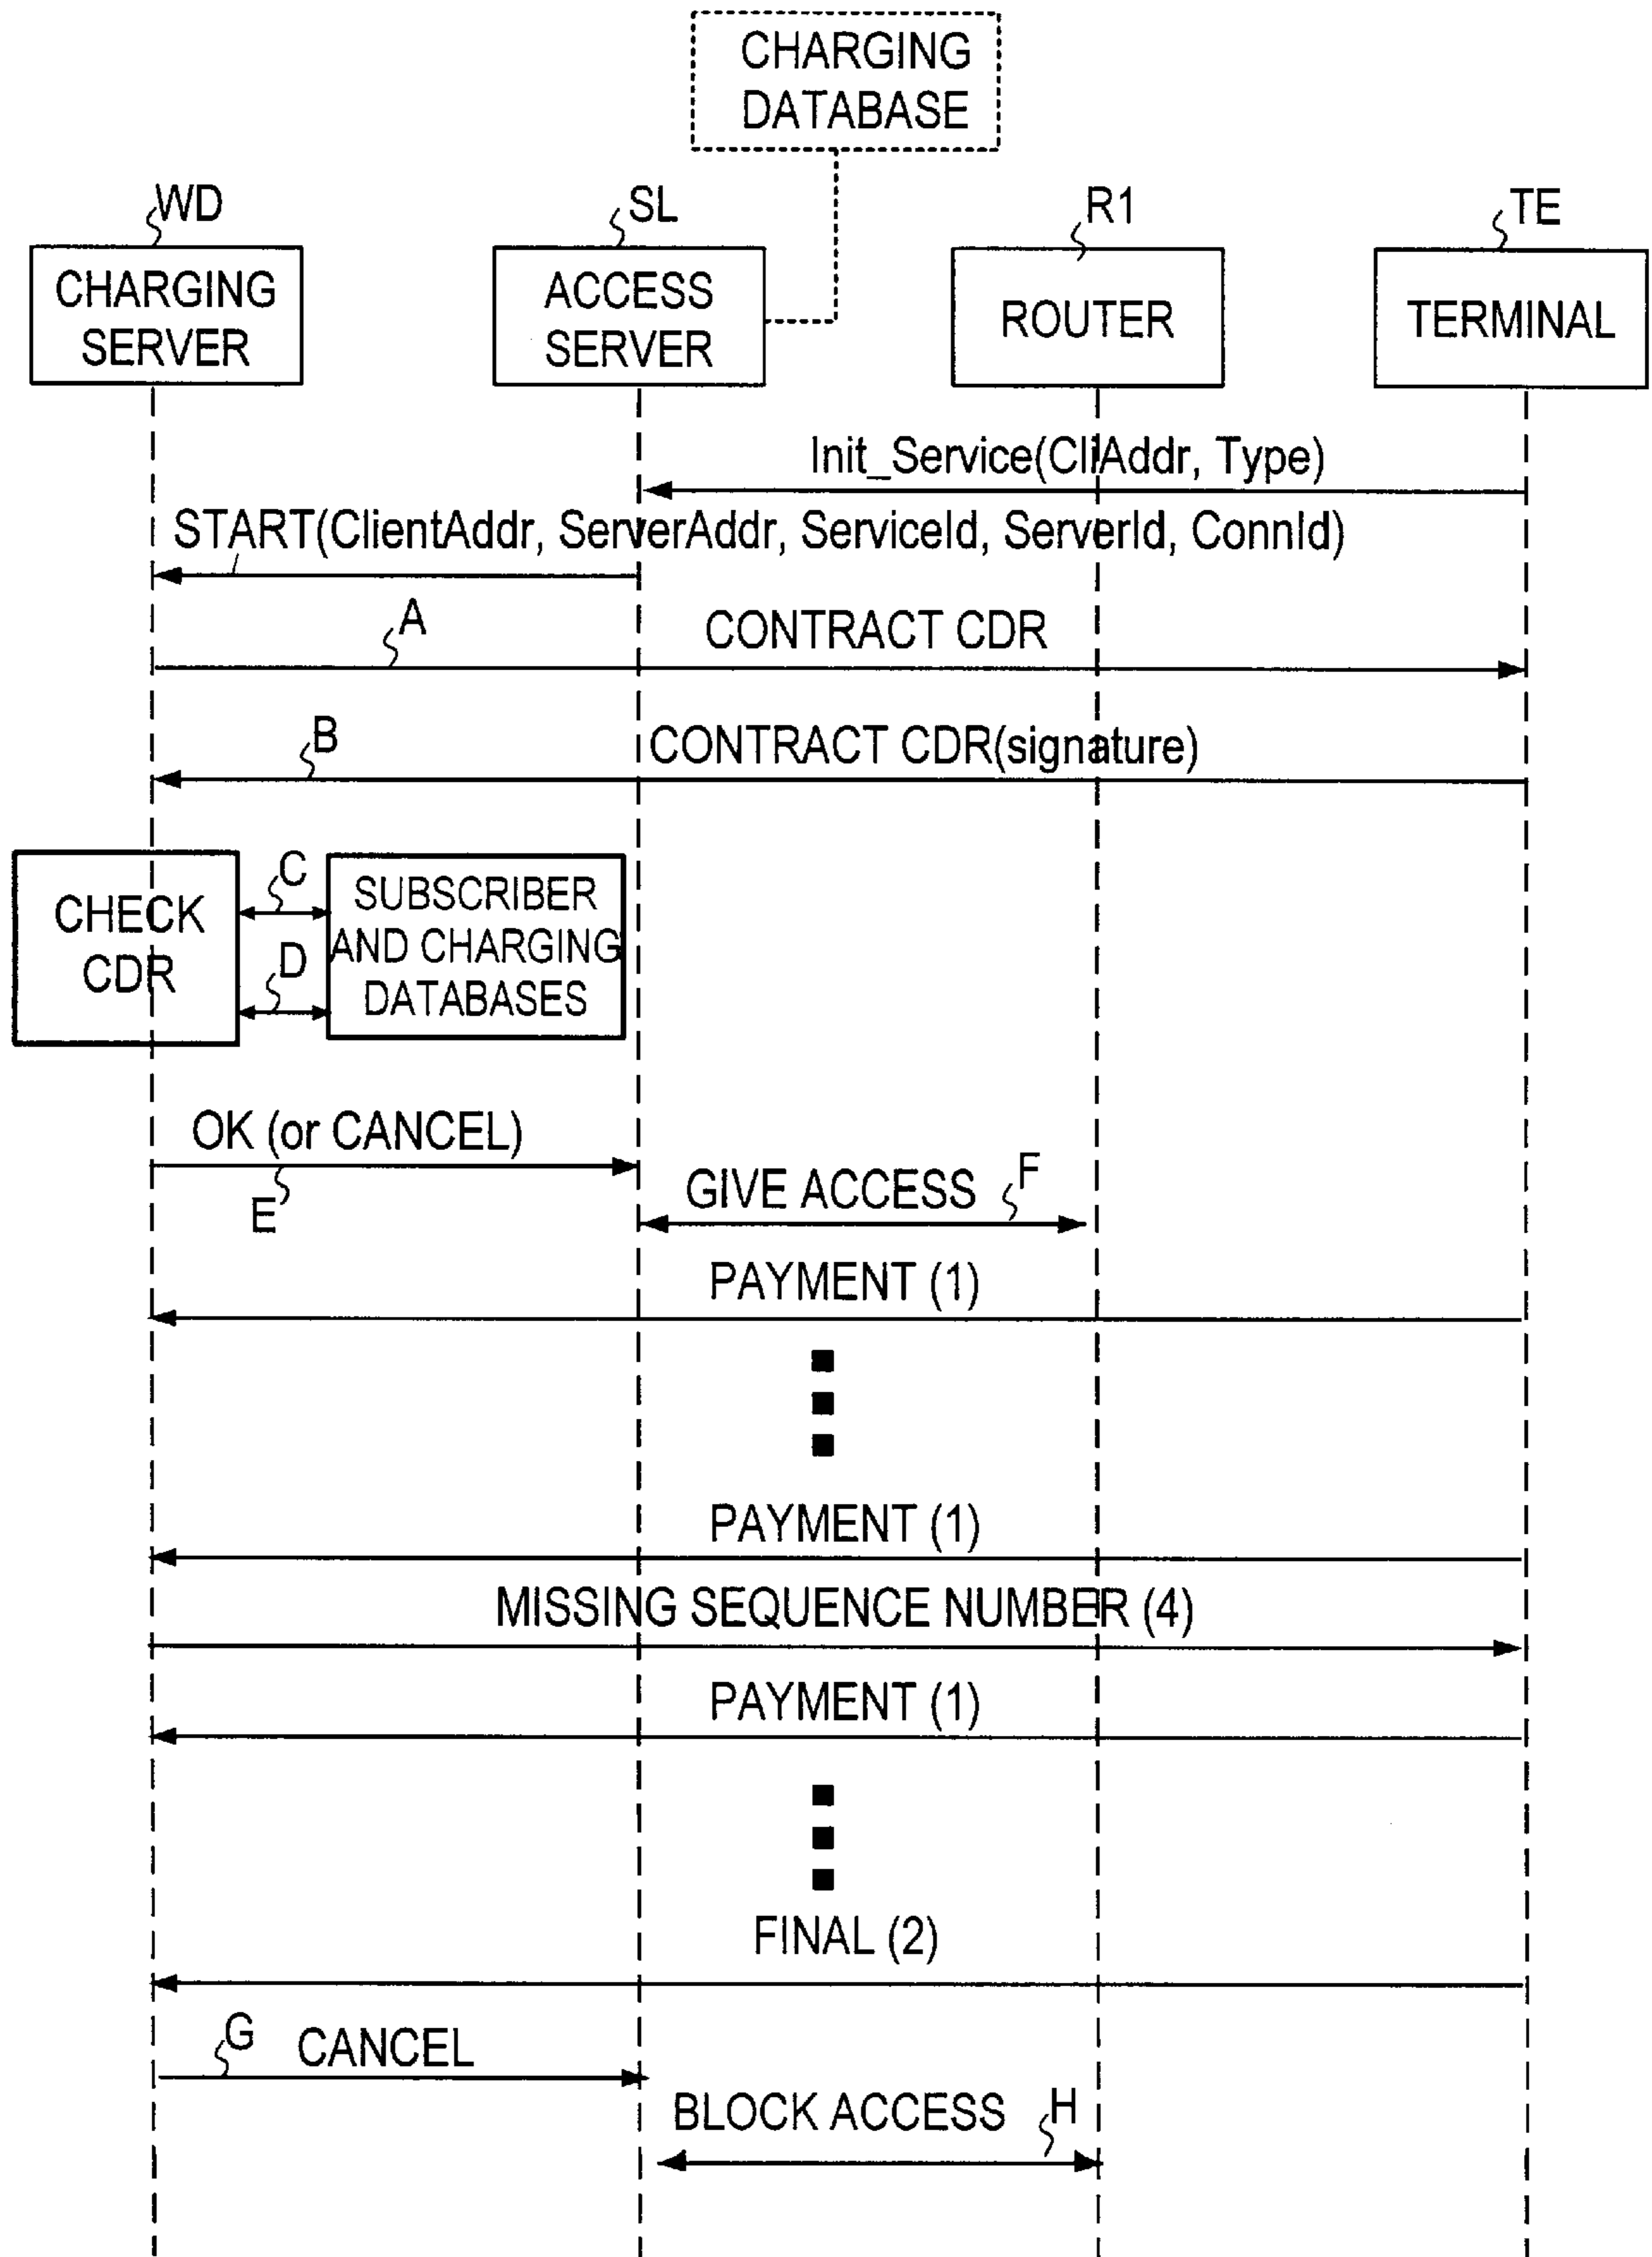 CHARGING
DATABASE
WD
SL
R1
TE
CHARGING
SERVER
ACCESS
SERVER
ROUTER
TERMINAL
Init_Service(CliAddr, Type)
START(ClientAddr, ServerAddr, ServiceId, ServerId, ConnId)
A
CONTRACT CDR
B
CONTRACT CDR(signature)
CHECK
CDR
C
D
SUBSCRIBER
AND CHARGING
DATABASES
OK (or CANCEL)
E
GIVE ACCESS
F
PAYMENT (1)
PAYMENT (1)
MISSING SEQUENCE NUMBER (4)
PAYMENT (1)
FINAL (2)
G
CANCEL
BLOCK ACCESS
H